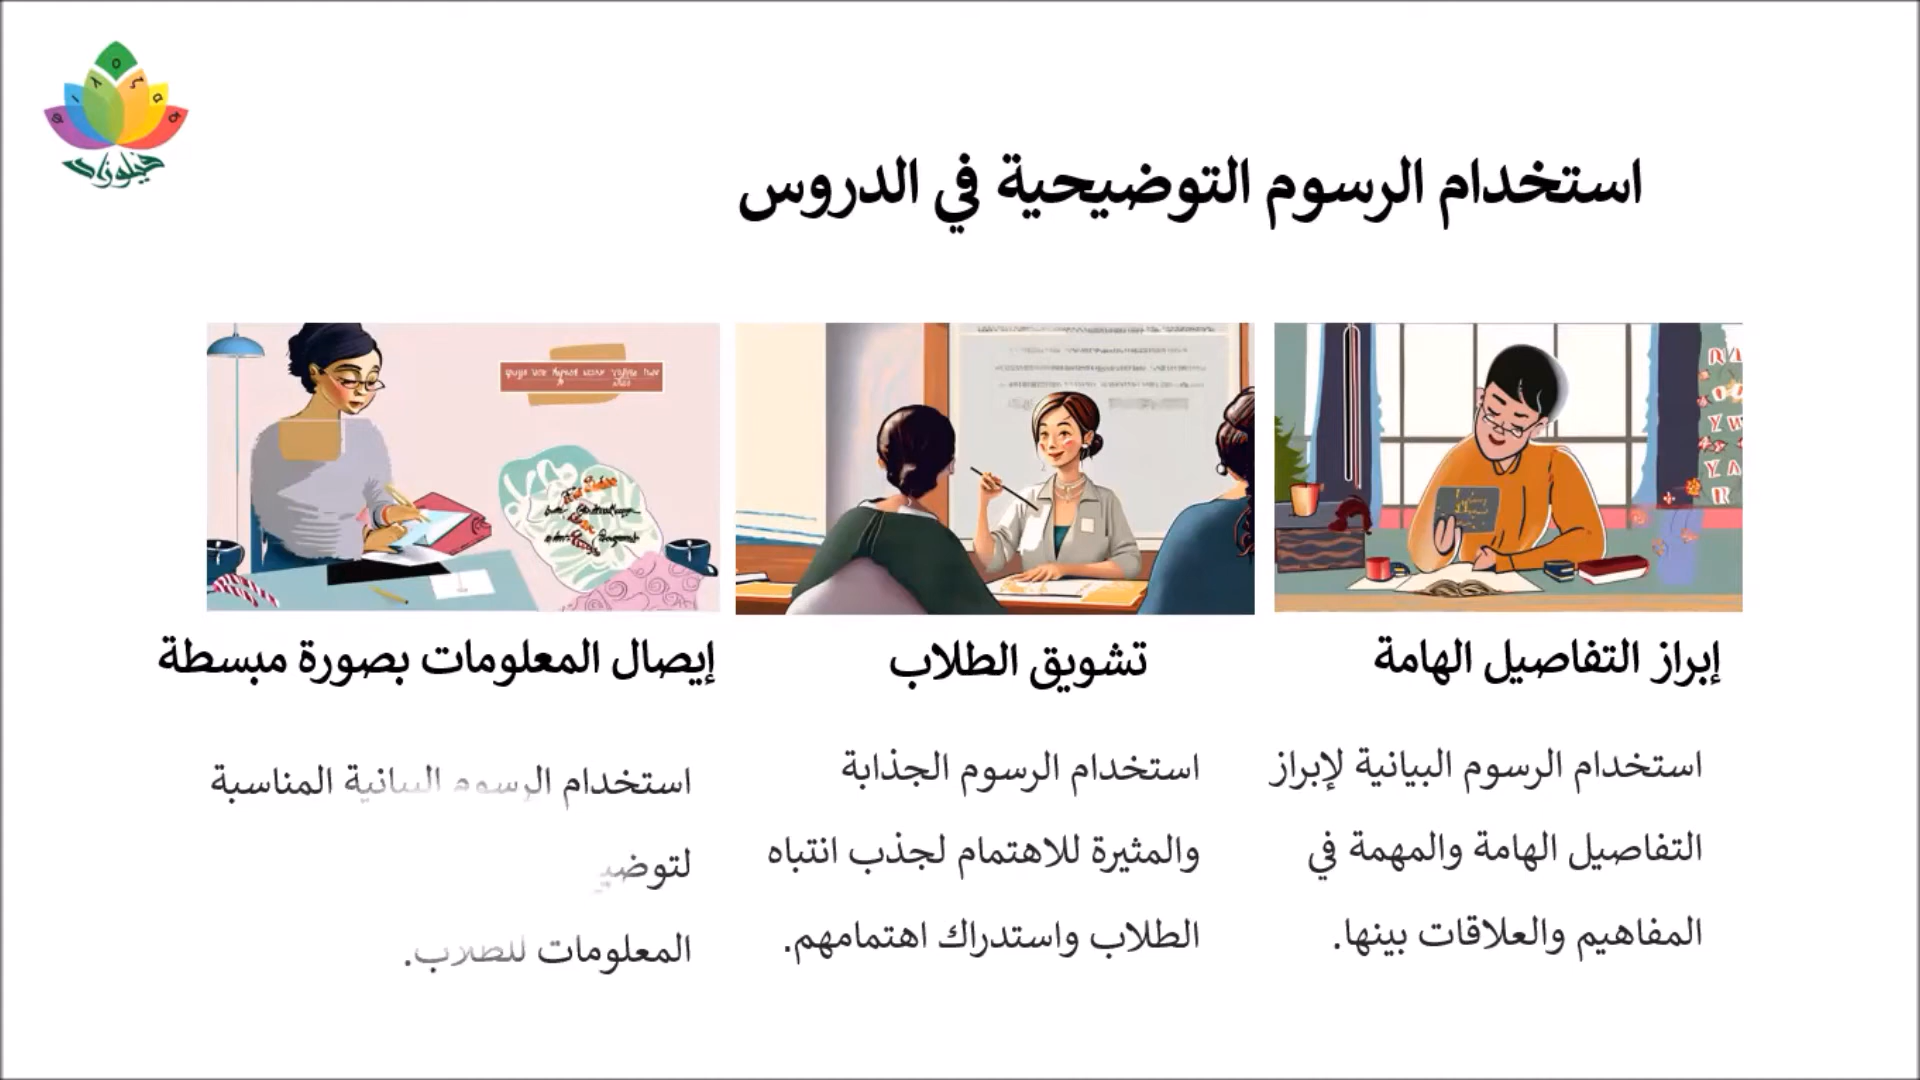 استخدام الرسوم التوضيحية في الدروس
إبراز التفاصيل الهامة
استخدام الرسوم البيانية لإبراز
التفاصيل الهامة والمهمة في
المفاهيم والعلاقات بينها.
تشويق الطلاب
استخدام الرسوم الجذابة
والمثيرة للاهتمام لجذب انتباه
الطلاب واستدراك اهتمامهم.
إيصال المعلومات بصورة مبسطة
استخدام الرسوم البيانية المناسبة
المعلومات للطلاب.